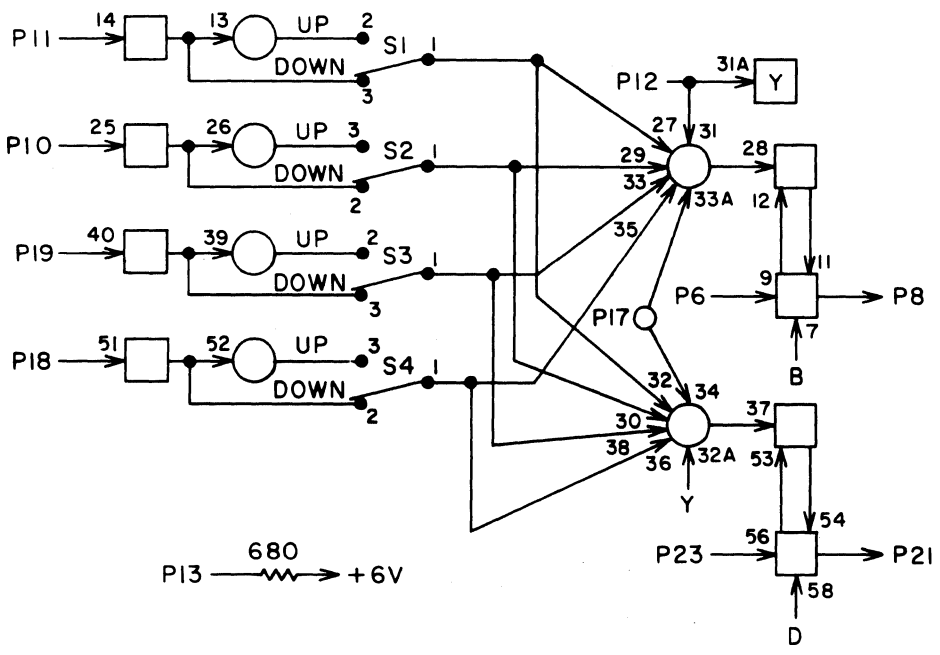 P11 14 13 UP 2 S1 1
DOWN 3
P12 31A Y
P10 25 26 UP 3 S2 1
DOWN 2
27 31
29 28
33 33A 12
35
P19 40 39 UP 2 S3 1
DOWN 3
11
P6 9 P8
7
B
P17
P18 51 52 UP 3 S4 1
DOWN 2
32 34
30 37
38 32A 53
36
Y
54
P23 56 P21
58
D
680
P13 +6V